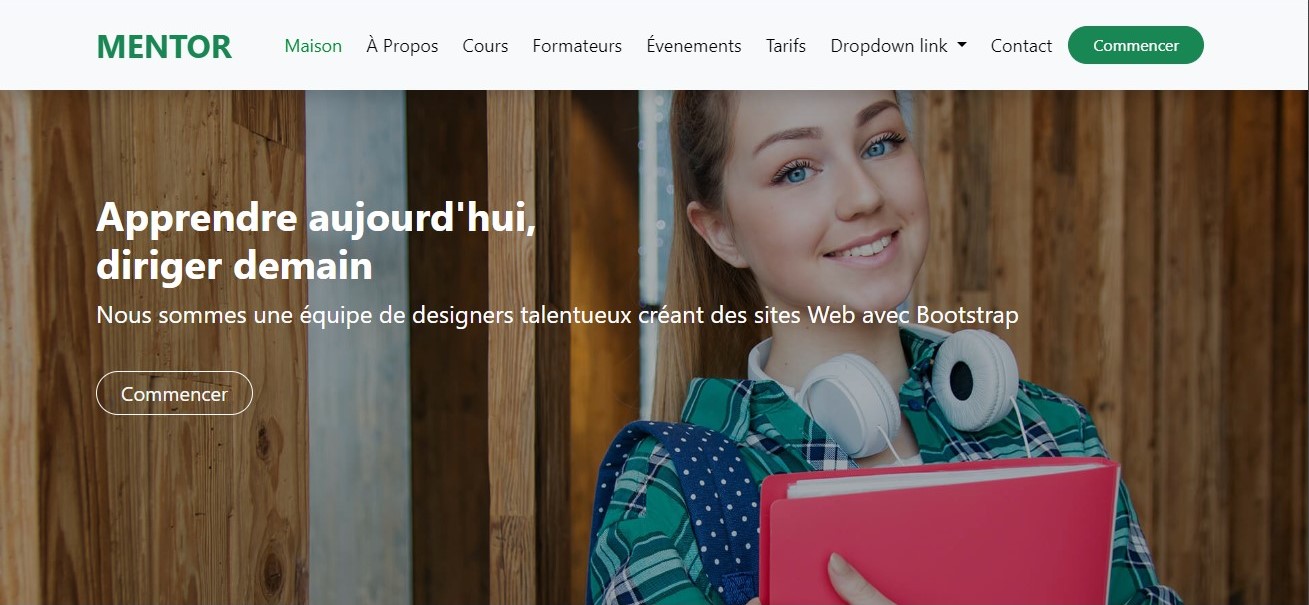 MENTOR Maison À Propos Cours Formateurs Évenements Tarifs Dropdown link Contact Commencer
Apprendre aujourd'hui,
diriger demain
Nous sommes une équipe de designers talentueux créant des sites Web avec Bootstrap
Commencer